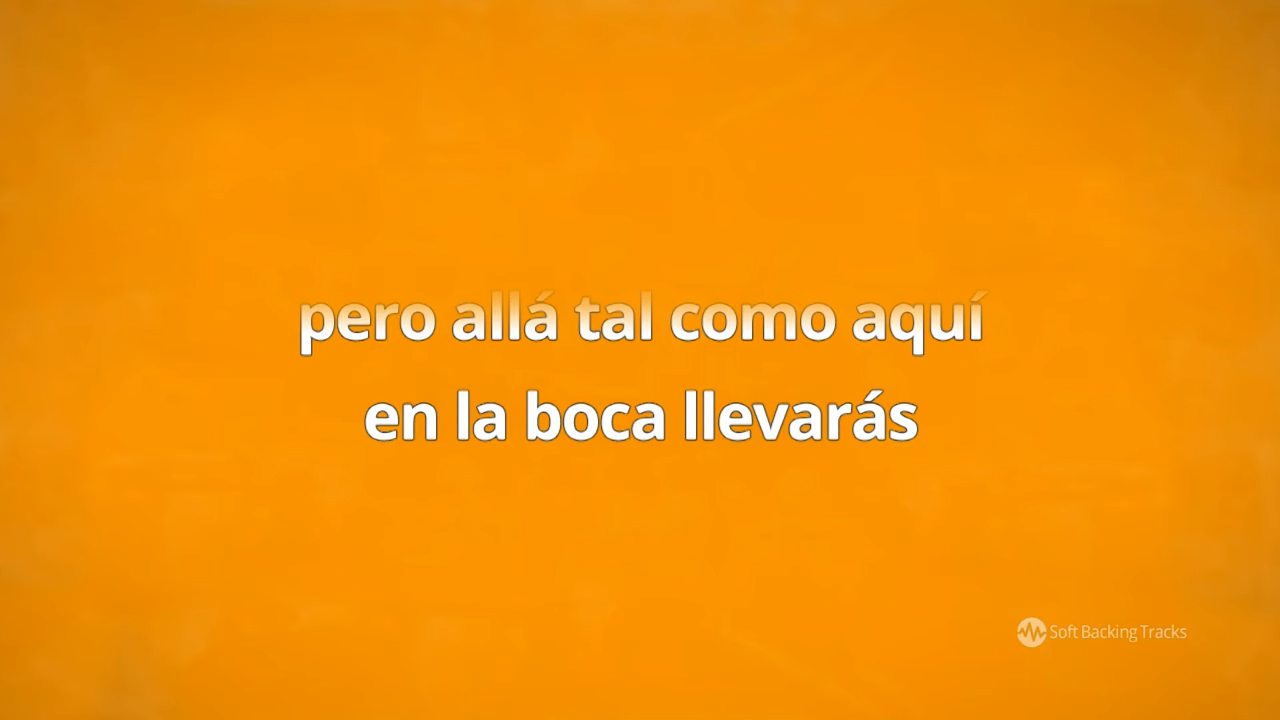 pero allá tal como aquí
en la boca llevarás
Soft Backing Tracks